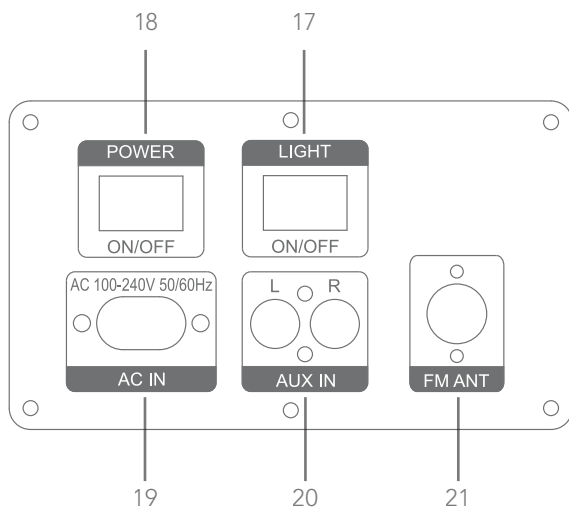 18 17
POWER LIGHT
ON/OFF ON/OFF
AC 100-240V 50/60Hz L R
AC IN AUX IN FM ANT
19 20 21